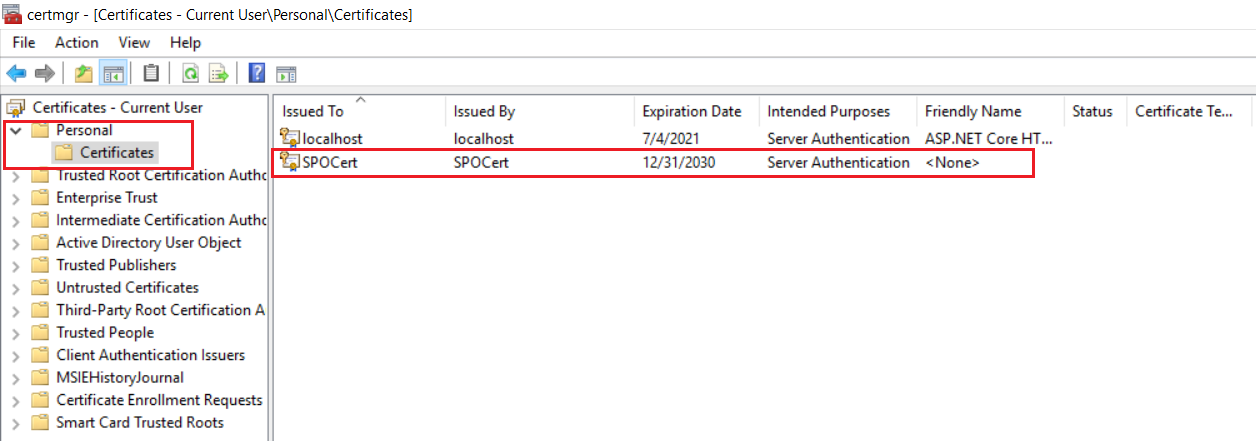 certmgr - [Certificates - Current User\Personal\Certificates]
File Action View Help
Certificates - Current User
Personal
Certificates
Trusted Root Certification Autho
Enterprise Trust
Intermediate Certification Autho
Active Directory User Object
Trusted Publishers
Untrusted Certificates
Third-Party Root Certification A
Trusted People
Client Authentication Issuers
MSIEHistoryJournal
Certificate Enrollment Requests
Smart Card Trusted Roots
Issued To Issued By Expiration Date Intended Purposes Friendly Name Status Certificate Te...
localhost localhost 7/4/2021 Server Authentication ASP.NET Core HT...
SPOCert SPOCert 12/31/2030 Server Authentication <None>